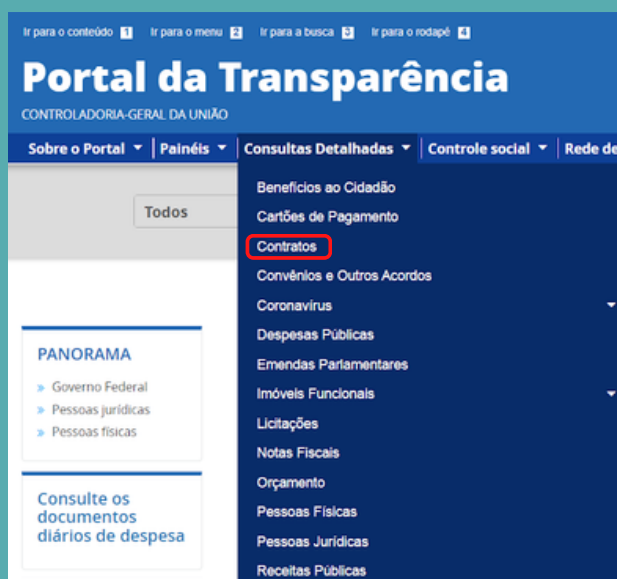 Ir para o conteúdo 1 Ir para o menu 2 Ir para a busca 3 Ir para o rodapé 4
Portal da Transparência
CONTROLADORIA-GERAL DA UNIÃO
Sobre o Portal Painéis Consultas Detalhadas Controle social Rede de
Todos
Benefícios ao Cidadão
Cartões de Pagamento
Contratos
Convênios e Outros Acordos
Coronavírus
Despesas Públicas
Emendas Parlamentares
Imóveis Funcionais
Licitações
Notas Fiscais
Orçamento
Pessoas Físicas
Pessoas Jurídicas
Receitas Públicas
PANORAMA
» Governo Federal
» Pessoas jurídicas
» Pessoas físicas
Consulte os
documentos
diários de despesa